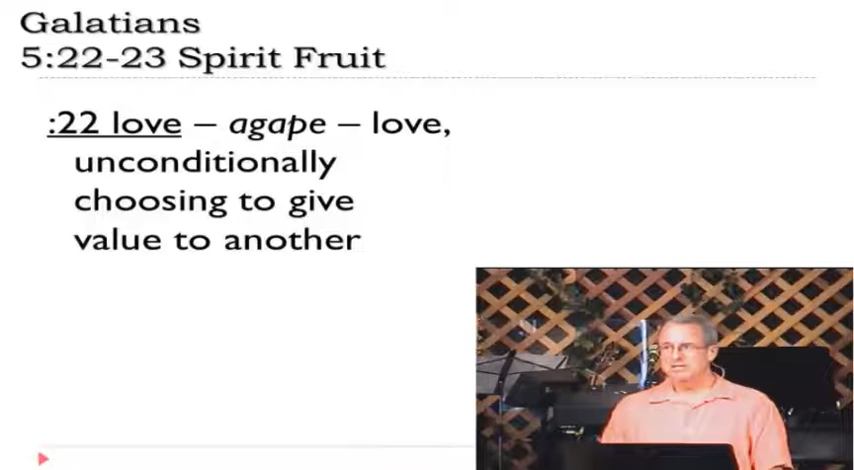 Galatians
5:22-23 Spirit Fruit
:22 love – agape – love,
unconditionally
choosing to give
value to another